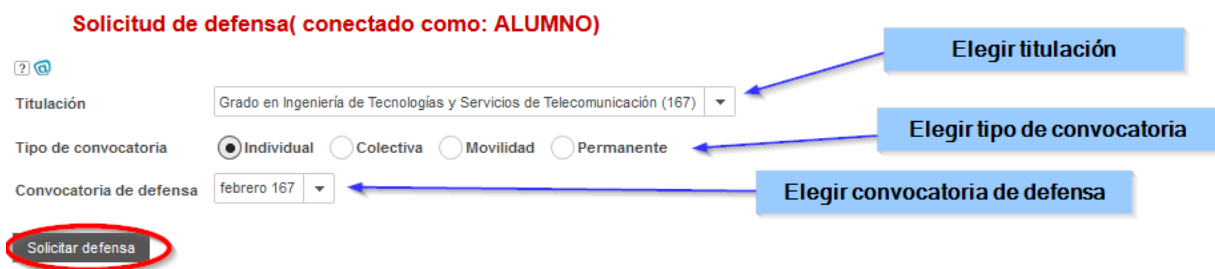 Solicitud de defensa( conectado como: ALUMNO)
Elegir titulación
?
Titulación Grado en Ingeniería de Tecnologías y Servicios de Telecomunicación (167)
Elegir tipo de convocatoria
Tipo de convocatoria Individual Colectiva Movilidad Permanente
Convocatoria de defensa febrero 167
Elegir convocatoria de defensa
Solicitar defensa